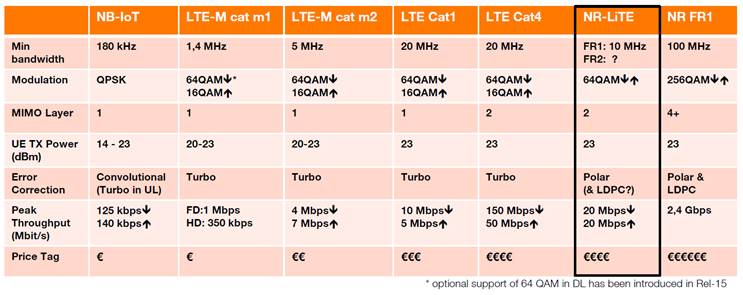 NB-IoT LTE-M cat m1 LTE-M cat m2 LTE Cat1 LTE Cat4 NR-LiTE NR FR1
Min bandwidth 180 kHz 1,4 MHz 5 MHz 20 MHz 20 MHz FR1: 10 MHz FR2: ? 100 MHz
Modulation QPSK 64QAM🡻* 16QAM🡹 64QAM🡻 16QAM🡹 64QAM🡻 16QAM🡹 64QAM🡻 16QAM🡹 64QAM🡻🡹 256QAM🡻🡹
MIMO Layer 1 1 1 1 2 2 4+
UE TX Power (dBm) 14 - 23 20-23 20-23 23 23 23 23
Error Correction Convolutional (Turbo in UL) Turbo Turbo Turbo Turbo Polar (& LDPC?) Polar & LDPC
Peak Throughput (Mbit/s) 125 kbps🡻 140 kbps🡹 FD:1 Mbps HD: 350 kbps 4 Mbps🡻 7 Mbps🡹 10 Mbps🡻 5 Mbps🡹 150 Mbps🡻 50 Mbps🡹 20 Mbps🡻 20 Mbps🡹 2,4 Gbps
Price Tag € € €€ €€€ €€€€ €€€€ €€€€€€
* optional support of 64 QAM in DL has been introduced in Rel-15